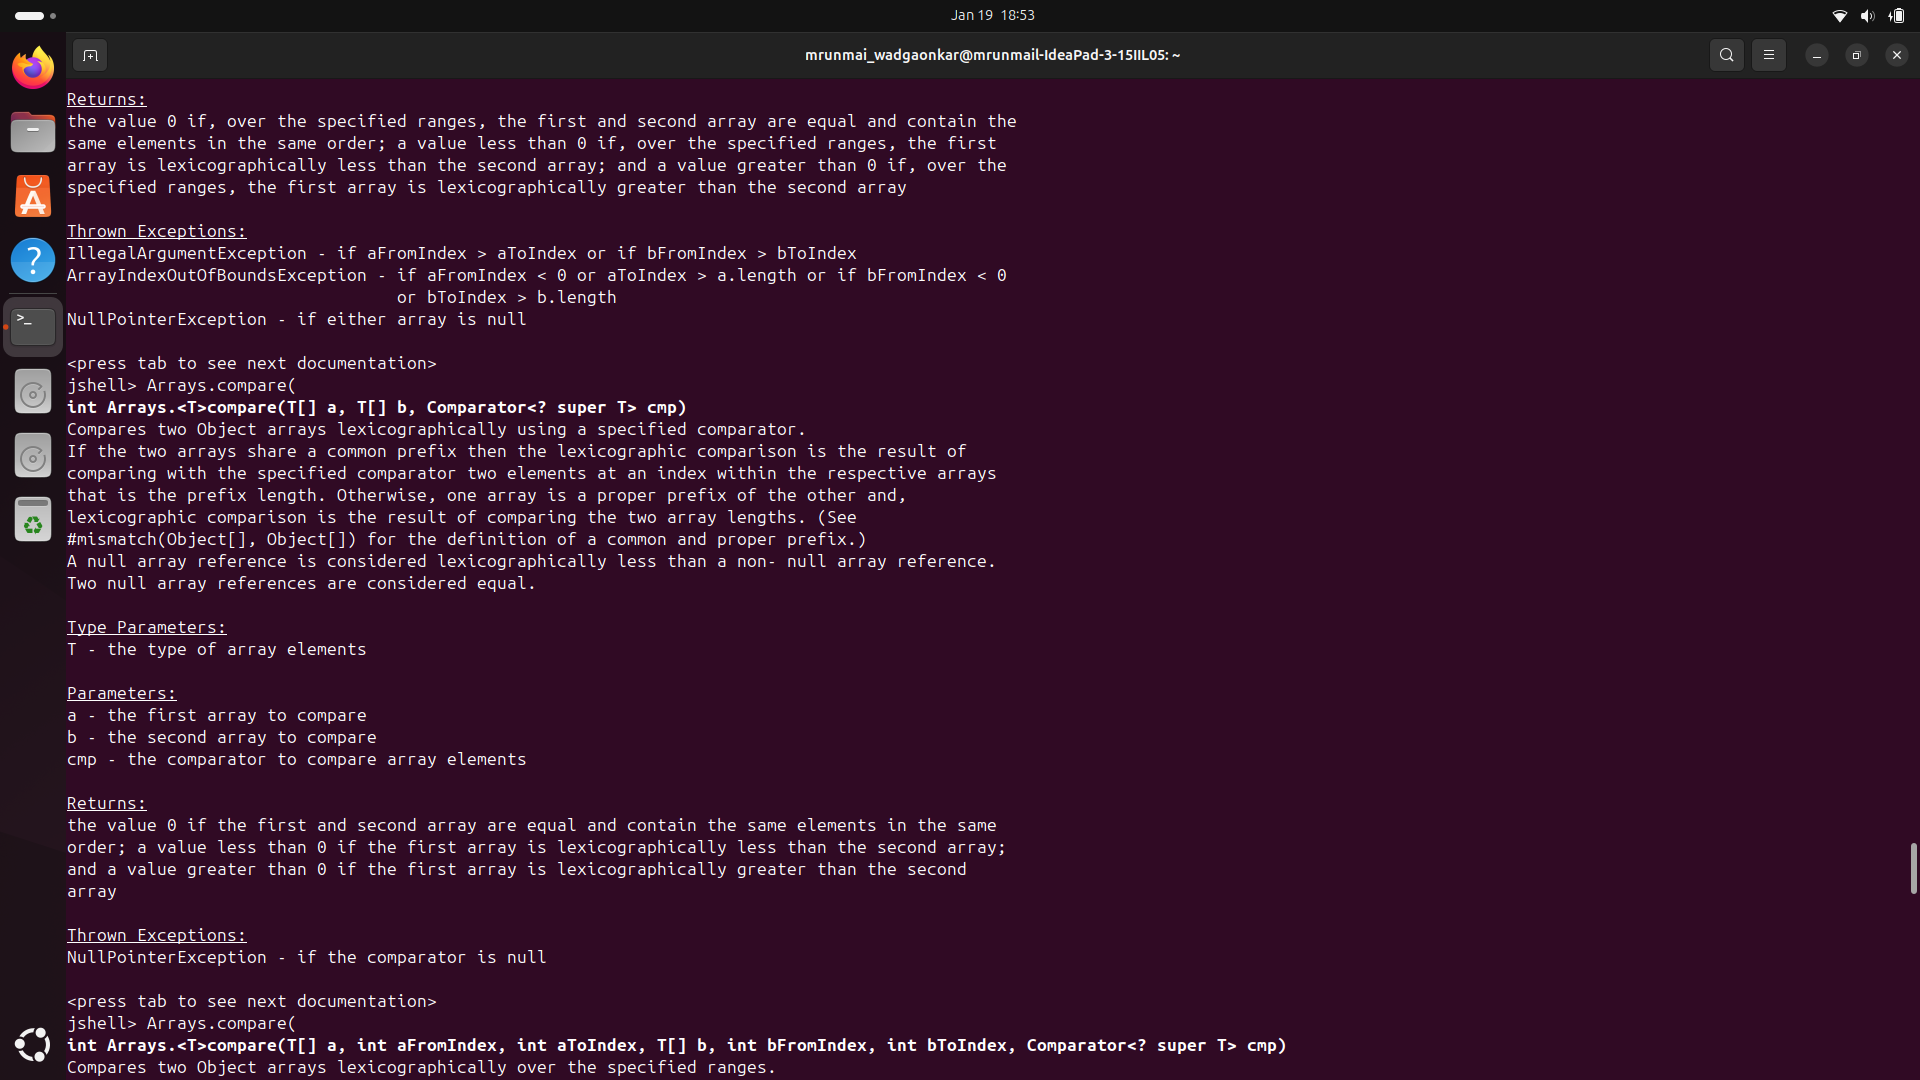 Jan 19 18:53
mrunmai_wadgaonkar@mrunmail-IdeaPad-3-15IIL05: ~
Returns:
the value 0 if, over the specified ranges, the first and second array are equal and contain the
same elements in the same order; a value less than 0 if, over the specified ranges, the first
array is lexicographically less than the second array; and a value greater than 0 if, over the
specified ranges, the first array is lexicographically greater than the second array
Thrown Exceptions:
IllegalArgumentException - if aFromIndex > aToIndex or if bFromIndex > bToIndex
ArrayIndexOutOfBoundsException - if aFromIndex < 0 or aToIndex > a.length or if bFromIndex < 0
or bToIndex > b.length
NullPointerException - if either array is null
<press tab to see next documentation>
jshell> Arrays.compare(
int Arrays.<T>compare(T[] a, T[] b, Comparator<? super T> cmp)
Compares two Object arrays lexicographically using a specified comparator.
If the two arrays share a common prefix then the lexicographic comparison is the result of
comparing with the specified comparator two elements at an index within the respective arrays
that is the prefix length. Otherwise, one array is a proper prefix of the other and,
lexicographic comparison is the result of comparing the two array lengths. (See
#mismatch(Object[], Object[]) for the definition of a common and proper prefix.)
A null array reference is considered lexicographically less than a non- null array reference.
Two null array references are considered equal.
Type Parameters:
T - the type of array elements
Parameters:
a - the first array to compare
b - the second array to compare
cmp - the comparator to compare array elements
Returns:
the value 0 if the first and second array are equal and contain the same elements in the same
order; a value less than 0 if the first array is lexicographically less than the second array;
and a value greater than 0 if the first array is lexicographically greater than the second
array
Thrown Exceptions:
NullPointerException - if the comparator is null
<press tab to see next documentation>
jshell> Arrays.compare(
int Arrays.<T>compare(T[] a, int aFromIndex, int aToIndex, T[] b, int bFromIndex, int bToIndex, Comparator<? super T> cmp)
Compares two Object arrays lexicographically over the specified ranges.